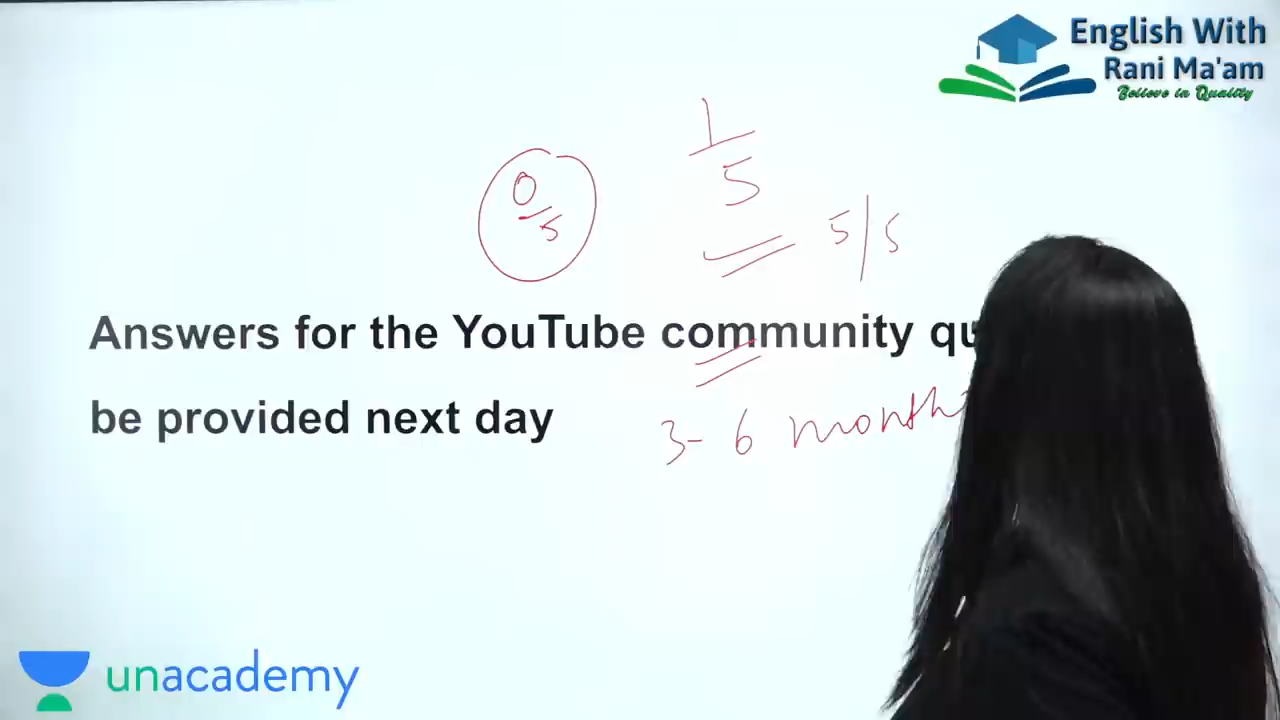 English With
Rani Ma'am
Believe in Quality
1/5
0/5
5/5
Answers for the YouTube community
be provided next day
3-6 month
unacademy